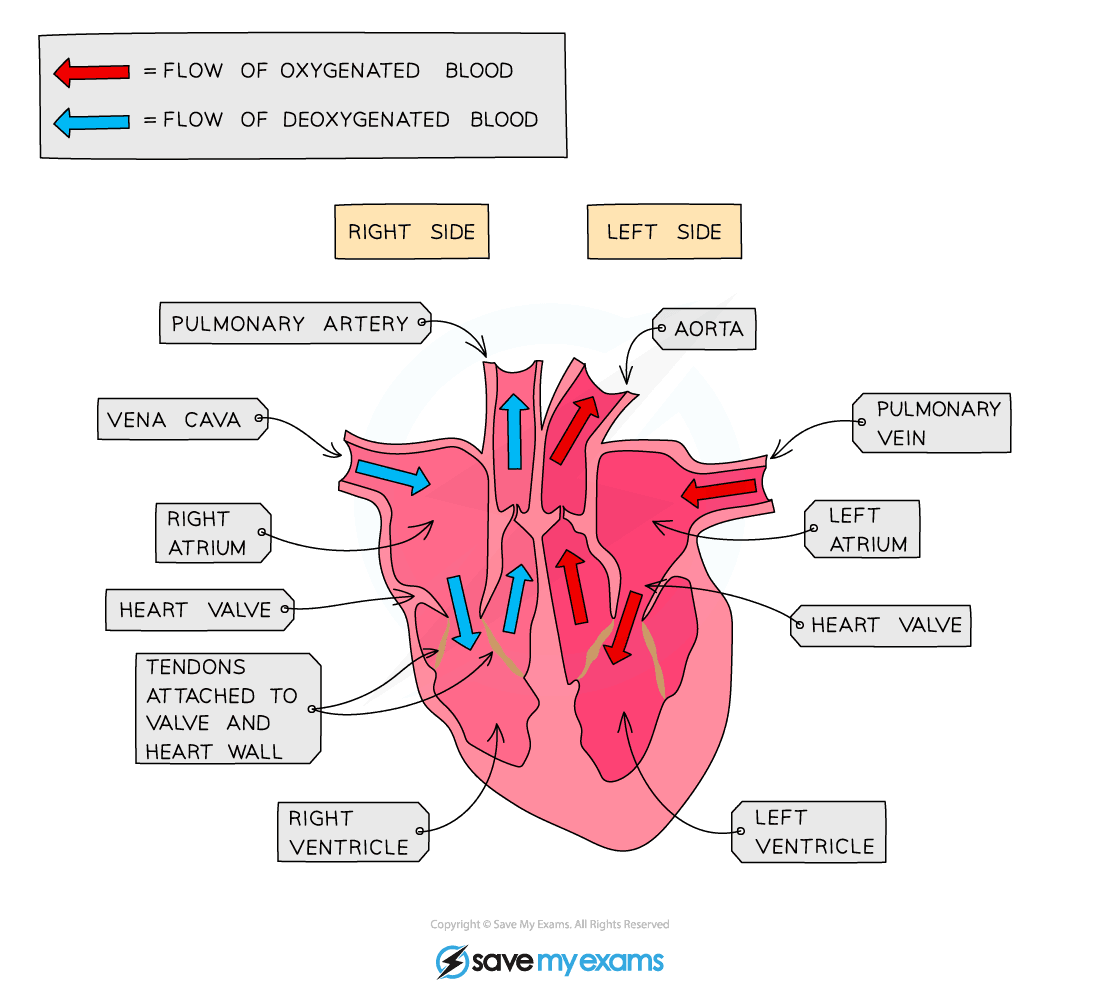 = FLOW OF OXYGENATED BLOOD
= FLOW OF DEOXYGENATED BLOOD
RIGHT SIDE
LEFT SIDE
PULMONARY ARTERY
AORTA
VENA CAVA
PULMONARY
VEIN
RIGHT
ATRIUM
LEFT
ATRIUM
HEART VALVE
HEART VALVE
TENDONS
ATTACHED TO
VALVE AND
HEART WALL
RIGHT
VENTRICLE
LEFT
VENTRICLE
Copyright © Save My Exams. All Rights Reserved
save my exams